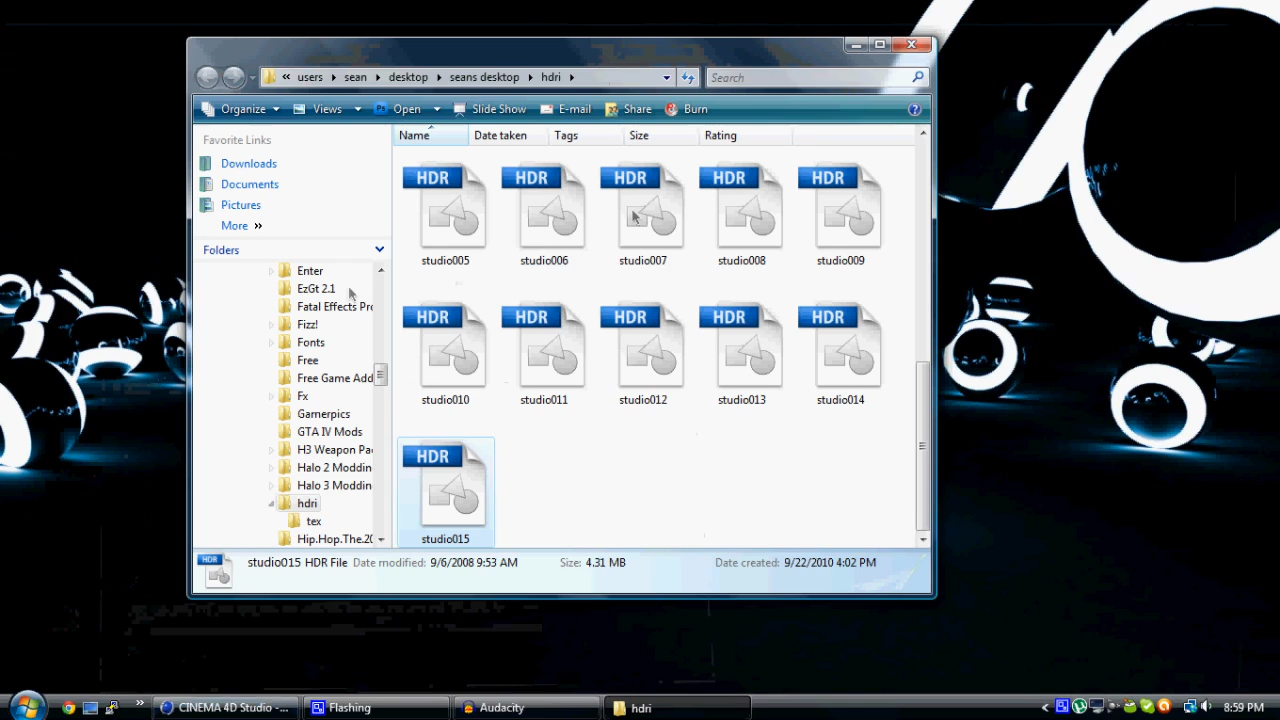 « users sean desktop seans desktop hdri
Search
Organize Views Ps Open Slide Show E-mail Share Burn ?
Favorite Links
Downloads
Documents
Pictures
More »
Folders
Enter
EzGt 2.1
Fatal Effects Pro
Fizz!
Fonts
Free
Free Game Add
Fx
Gamerpics
GTA IV Mods
H3 Weapon Pa
Halo 2 Moddin
Halo 3 Moddin
hdri
tex
Hip.Hop.The.20
Name Date taken Tags Size Rating
HDR HDR HDR HDR HDR
studio005 studio006 studio007 studio008 studio009
HDR HDR HDR HDR HDR
studio010 studio011 studio012 studio013 studio014
HDR
studio015
HDR
studio015 HDR File Date modified: 9/6/2008 9:53 AM Size: 4.31 MB Date created: 9/22/2010 4:02 PM
» CINEMA 4D Studio -... Flashing Audacity hdri 8:59 PM